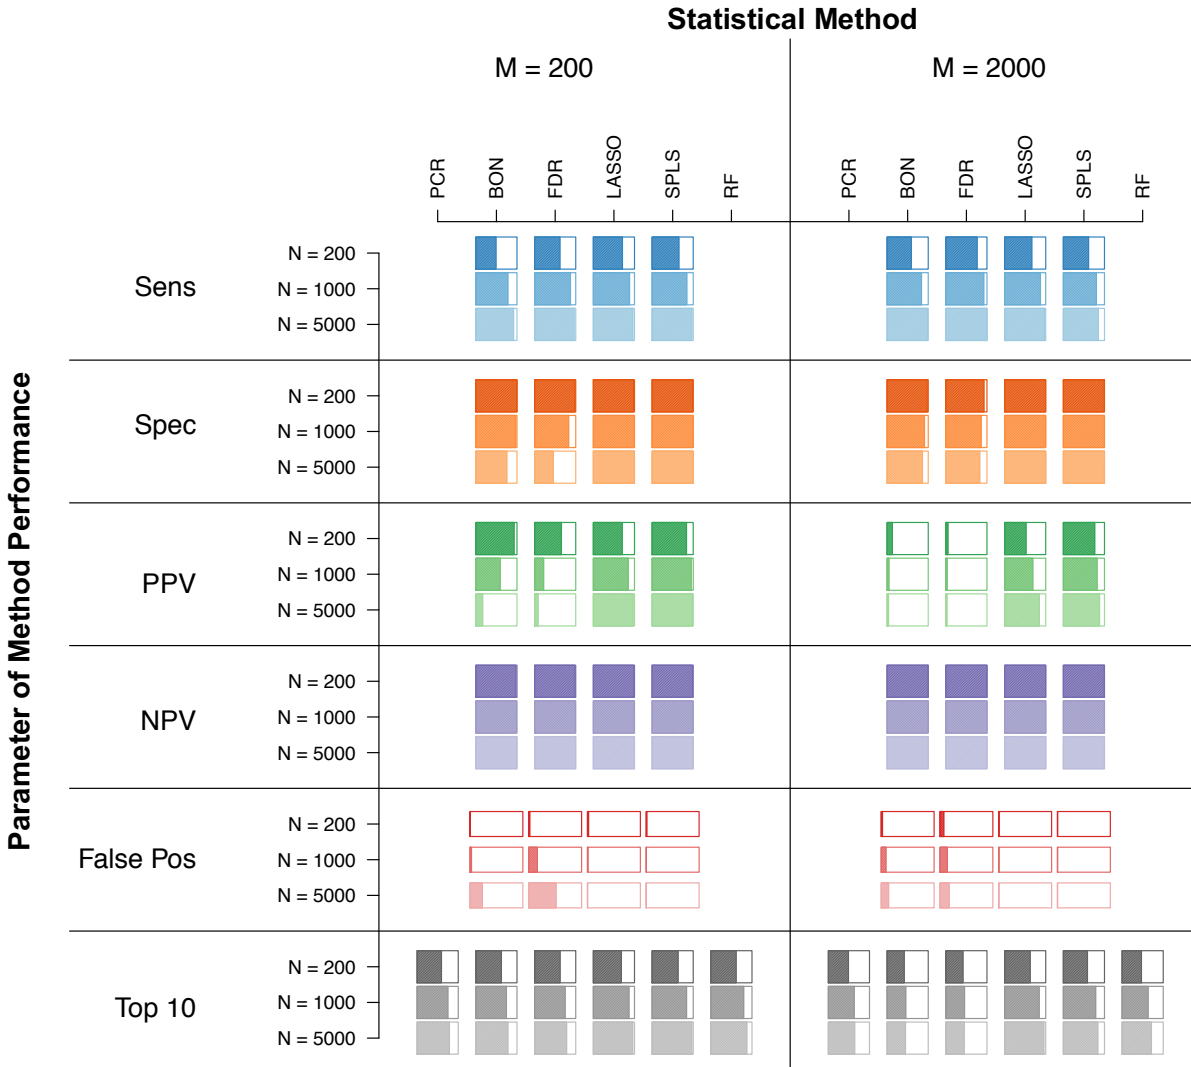 Statistical Method
M = 200
M = 2000
PCR
BON
FDR
LASSO
SPLS
RF
PCR
BON
FDR
LASSO
SPLS
RF
Parameter of Method Performance
Sens
N = 200
N = 1000
N = 5000
Spec
N = 200
N = 1000
N = 5000
PPV
N = 200
N = 1000
N = 5000
NPV
N = 200
N = 1000
N = 5000
False Pos
N = 200
N = 1000
N = 5000
Top 10
N = 200
N = 1000
N = 5000